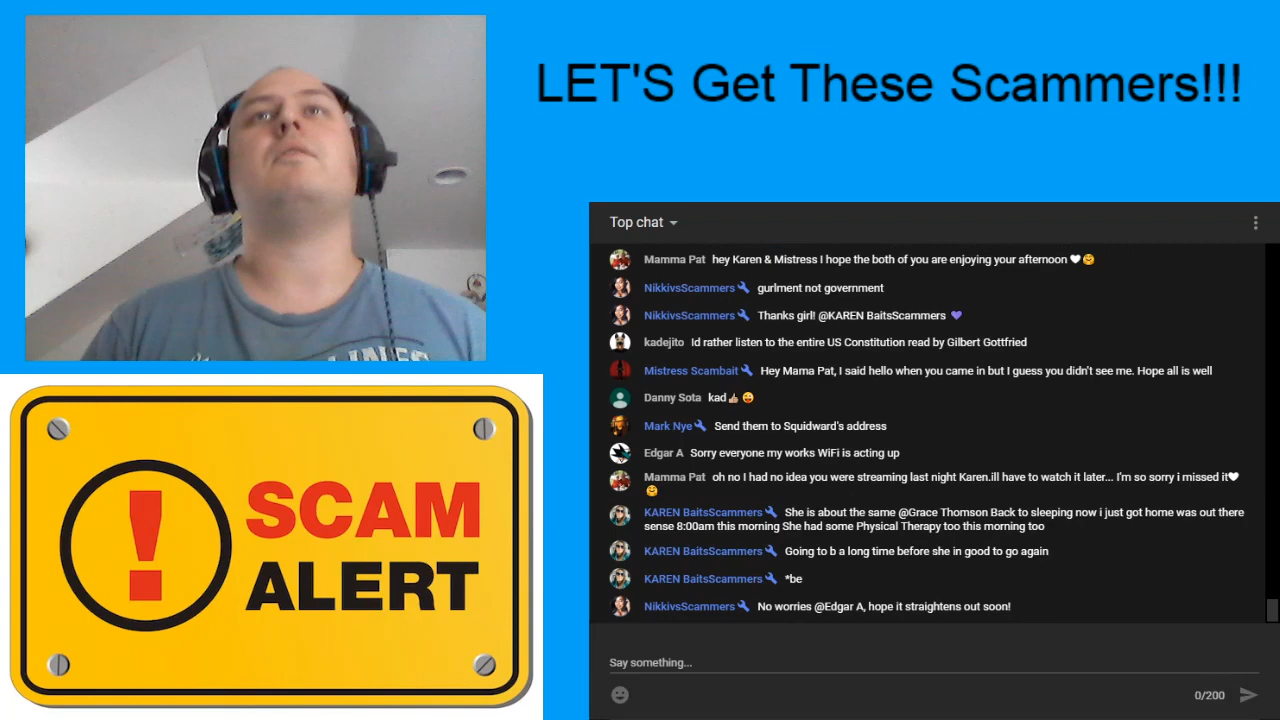 LET'S Get These Scammers!!!
Top chat
Mamma Pat hey Karen & Mistress I hope the both of you are enjoying your afternoon 🤍🤗
NikkivsScammers gurlment not government
NikkivsScammers Thanks girl! @KAREN BaitsScammers 💜
kadejito Id rather listen to the entire US Constitution read by Gilbert Gottfried
Mistress Scambait Hey Mama Pat, I said hello when you came in but I guess you didn't see me. Hope all is well
Danny Sota kad👍😜
Mark Nye Send them to Squidward's address
Edgar A Sorry everyone my works WiFi is acting up
Mamma Pat oh no I had no idea you were streaming last night Karen.ill have to watch it later... I'm so sorry i missed it🤍
🤗
KAREN BaitsScammers She is about the same @Grace Thomson Back to sleeping now i just got home was out there
sense 8:00am this morning She had some Physical Therapy too this morning too
KAREN BaitsScammers Going to b a long time before she in good to go again
KAREN BaitsScammers *be
NikkivsScammers No worries @Edgar A, hope it straightens out soon!
Say something...
0/200
SCAM
ALERT